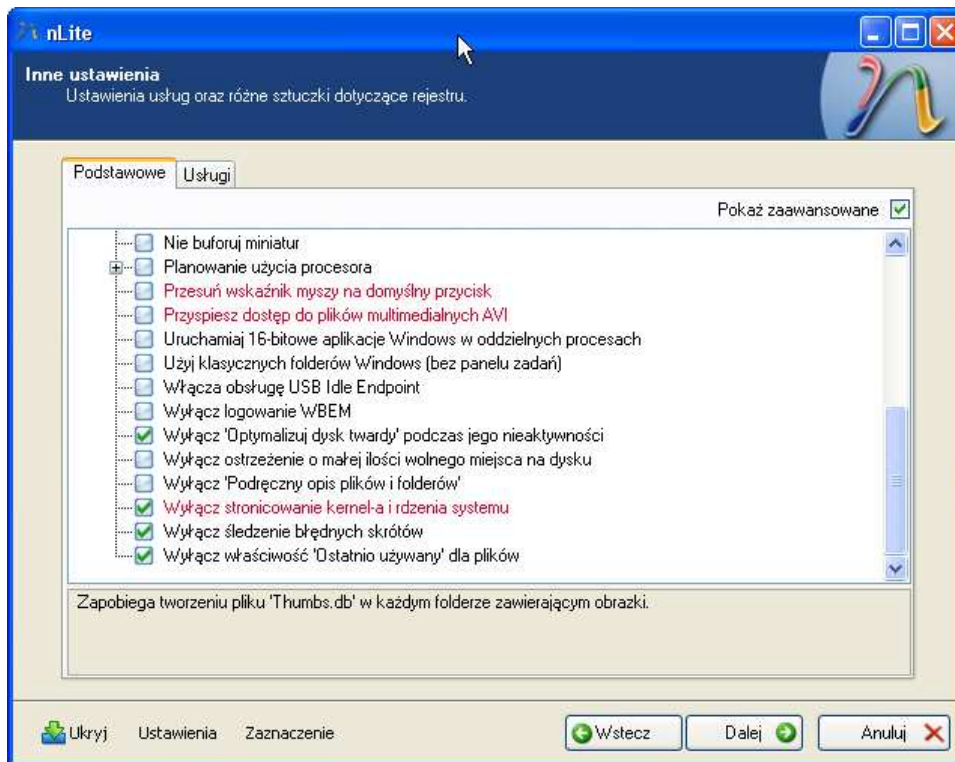 nLite
Inne ustawienia
Ustawienia usług oraz różne sztuczki dotyczące rejestru.
Podstawowe
Usługi
Pokaż zaawansowane
Nie buforuj miniatur
Planowanie użycia procesora
Przesuń wskaźnik myszy na domyślny przycisk
Przyspiesz dostęp do plików multimedialnych AVI
Uruchamiaj 16-bitowe aplikacje Windows w oddzielnych procesach
Użyj klasycznych folderów Windows (bez panelu zadań)
Włącza obsługę USB Idle Endpoint
Wyłącz logowanie WBEM
Wyłącz 'Optymalizuj dysk twardy' podczas jego nieaktywności
Wyłącz ostrzeżenie o małej ilości wolnego miejsca na dysku
Wyłącz 'Podręczny opis plików i folderów'
Wyłącz stronicowanie kernel-a i rdzenia systemu
Wyłącz śledzenie błędnych skrótów
Wyłącz właściwość 'Ostatnio używany' dla plików
Zapobiega tworzeniu pliku 'Thumbs.db' w każdym folderze zawierającym obrazki.
Ukryj
Ustawienia
Zaznaczenie
Wstecz
Dalej
Anuluj